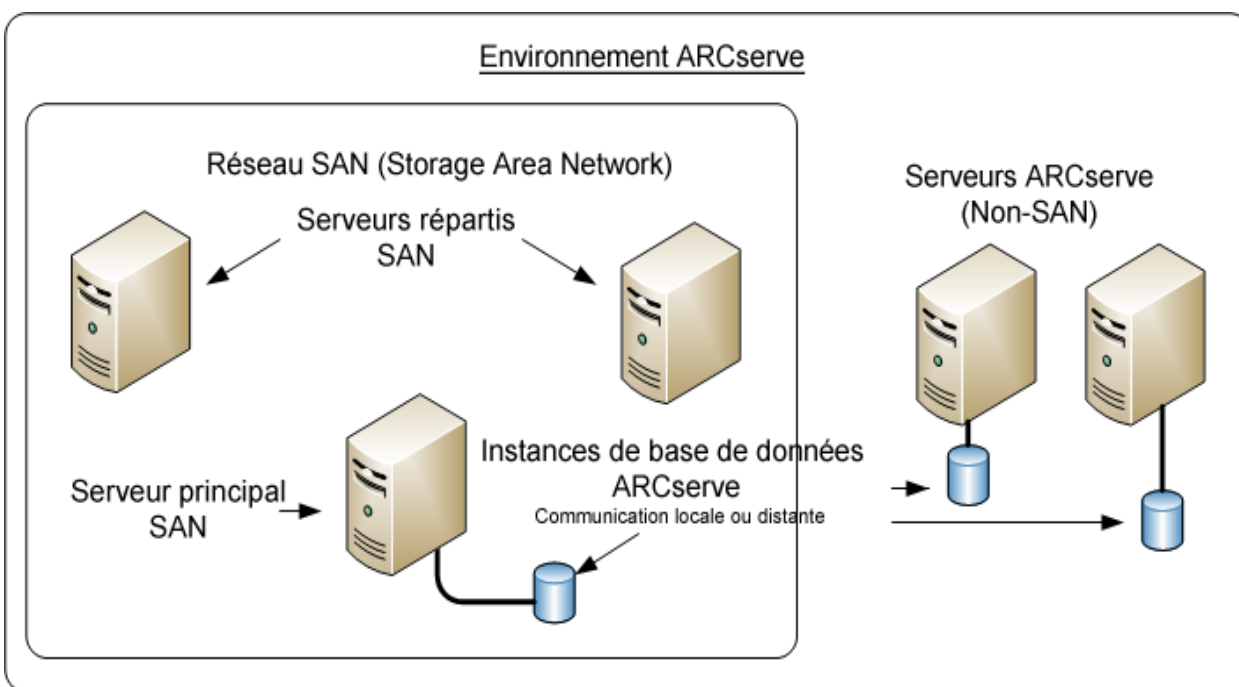 Environnement ARCserve
Réseau SAN (Storage Area Network)
Serveurs répartis
SAN
Serveurs ARCserve
(Non-SAN)
Instances de base de données
ARCserve
Communication locale ou distante
Serveur principal
SAN